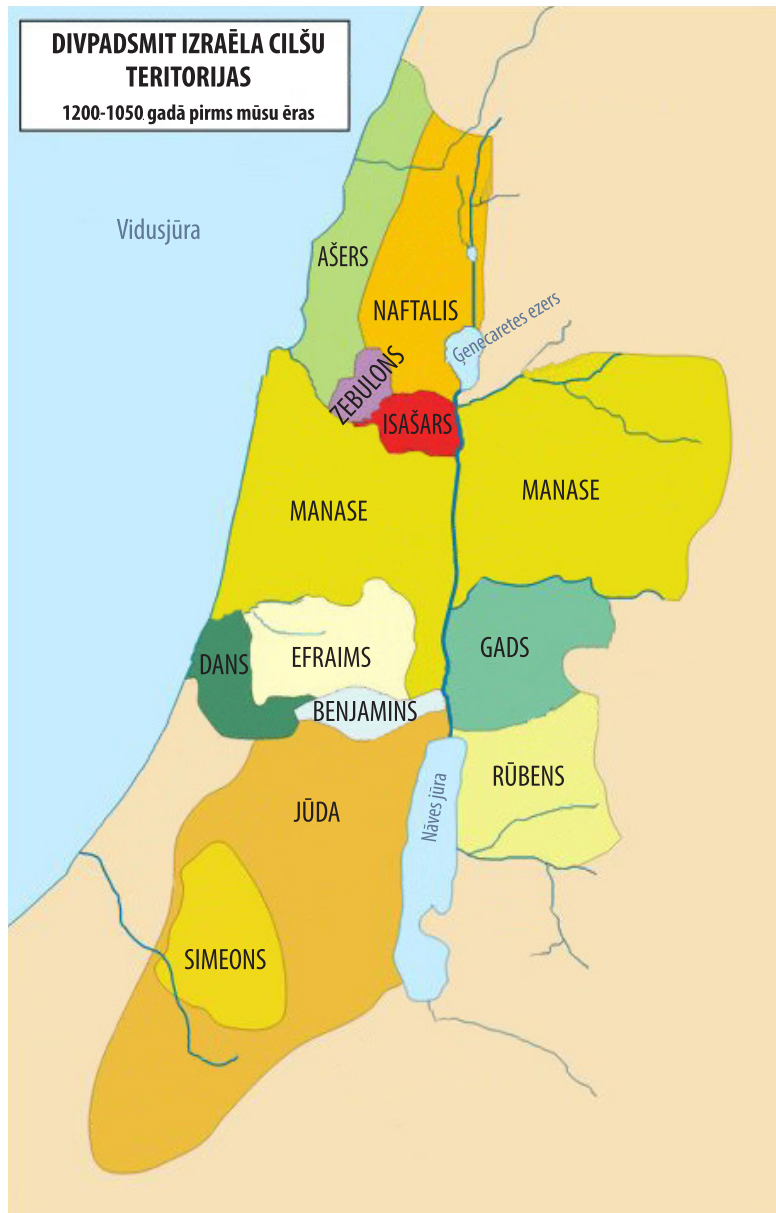 DIVPADSMIT IZRAĒLA CILŠU
TERITORIJAS
1200-1050 gadā pirms mūsu ēras
Vidusjūra
AŠERS
NAFTALIS
Ģenecaretes ezers
ZEBULONS
ISAŠARS
MANASE
MANASE
DANS
EFRAIMS
GADS
BENJAMINS
RŪBENS
JŪDA
Nāves jūra
SIMEONS